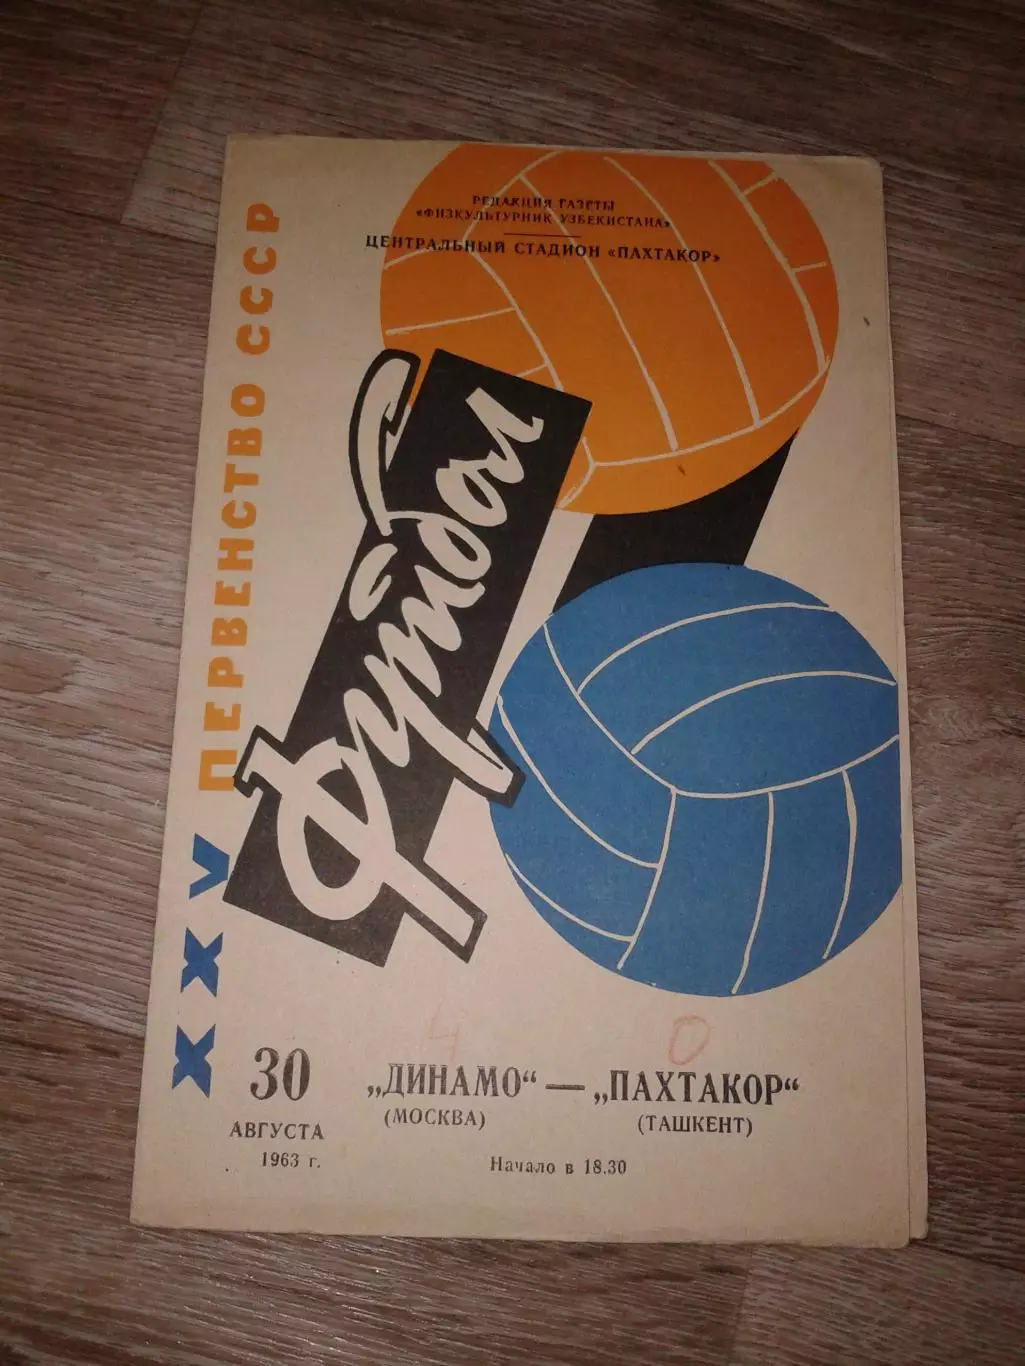 РЕДАКЦИЯ ГАЗЕТЫ
«ФИЗКУЛЬТУРНИК УЗБЕКИСТАНА»
ЦЕНТРАЛЬНЫЙ СТАДИОН «ПАХТАКОР»
XXV ПЕРВЕНСТВО СССР
Футбол
4 0
30 „ДИНАМО“ — „ПАХТАКОР“
АВГУСТА (МОСКВА) (ТАШКЕНТ)
1963 г. Начало в 18.30